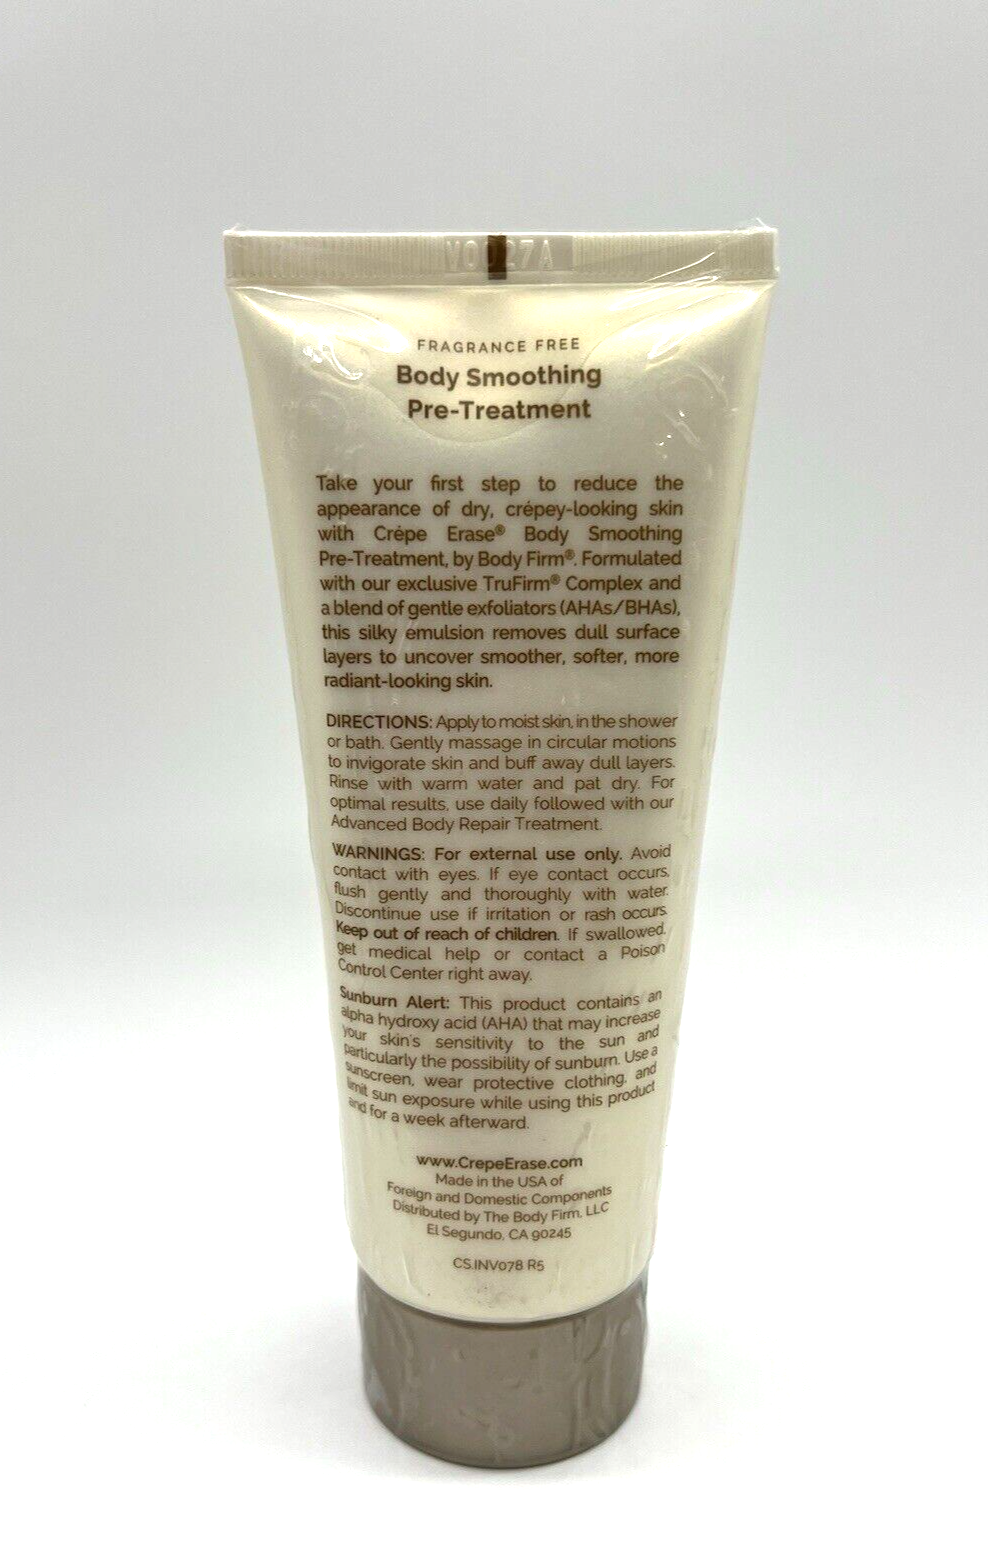 FRAGRANCE FREE
Body Smoothing
Pre-Treatment
Take your first step to reduce the
appearance of dry, crépey-looking skin
with Crépe Erase® Body Smoothing
Pre-Treatment, by Body Firm®. Formulated
with our exclusive TruFirm® Complex and
a blend of gentle exfoliators (AHAs/BHAs),
this silky emulsion removes dull surface
layers to uncover smoother, softer, more
radiant-looking skin.
DIRECTIONS: Apply to moist skin, in the shower
or bath. Gently massage in circular motions
to invigorate skin and buff away dull layers.
Rinse with warm water and pat dry. For
optimal results, use daily followed with our
Advanced Body Repair Treatment.
WARNINGS: For external use only. Avoid
contact with eyes. If eye contact occurs,
flush gently and thoroughly with water.
Discontinue use if irritation or rash occurs.
Keep out of reach of children. If swallowed,
get medical help or contact a Poison
Control Center right away.
Sunburn Alert: This product contains an
alpha hydroxy acid (AHA) that may increase
your skin's sensitivity to the sun and
particularly the possibility of sunburn. Use a
sunscreen, wear protective clothing, and
limit sun exposure while using this product
and for a week afterward.
www.CrepeErase.com
Made in the USA of
Foreign and Domestic Components
Distributed by The Body Firm, LLC
El Segundo, CA 90245
CS.INV078 R5